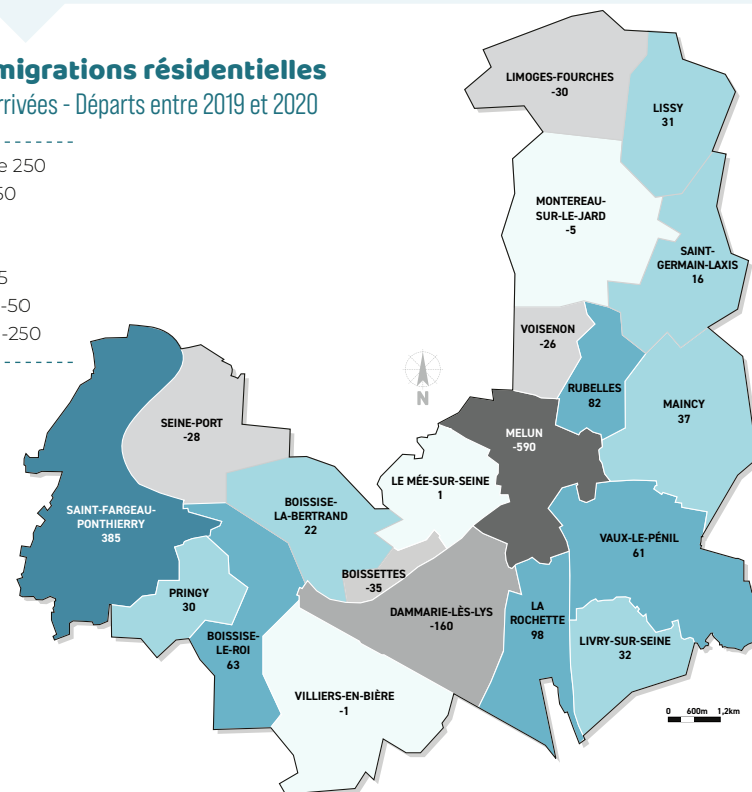 migrations résidentielles
rrivées - Départs entre 2019 et 2020
e 250
50
5
-50
-250
LIMOGES-FOURCHES
-30
LISSY
31
MONTEREAU-
SUR-LE-JARD
-5
SAINT-
GERMAIN-LAXIS
16
VOISENON
-26
RUBELLES
82
MAINCY
37
SEINE-PORT
-28
MELUN
-590
LE MÉE-SUR-SEINE
1
SAINT-FARGEAU-
PONTHIERRY
385
BOISSISE-
LA-BERTRAND
22
VAUX-LE-PÉNIL
61
BOISSETTES
-35
PRINGY
30
DAMMARIE-LÈS-LYS
-160
LA
ROCHETTE
98
BOISSISE-
LE-ROI
63
LIVRY-SUR-SEINE
32
VILLIERS-EN-BIÈRE
-1
N
0 600m 1,2km